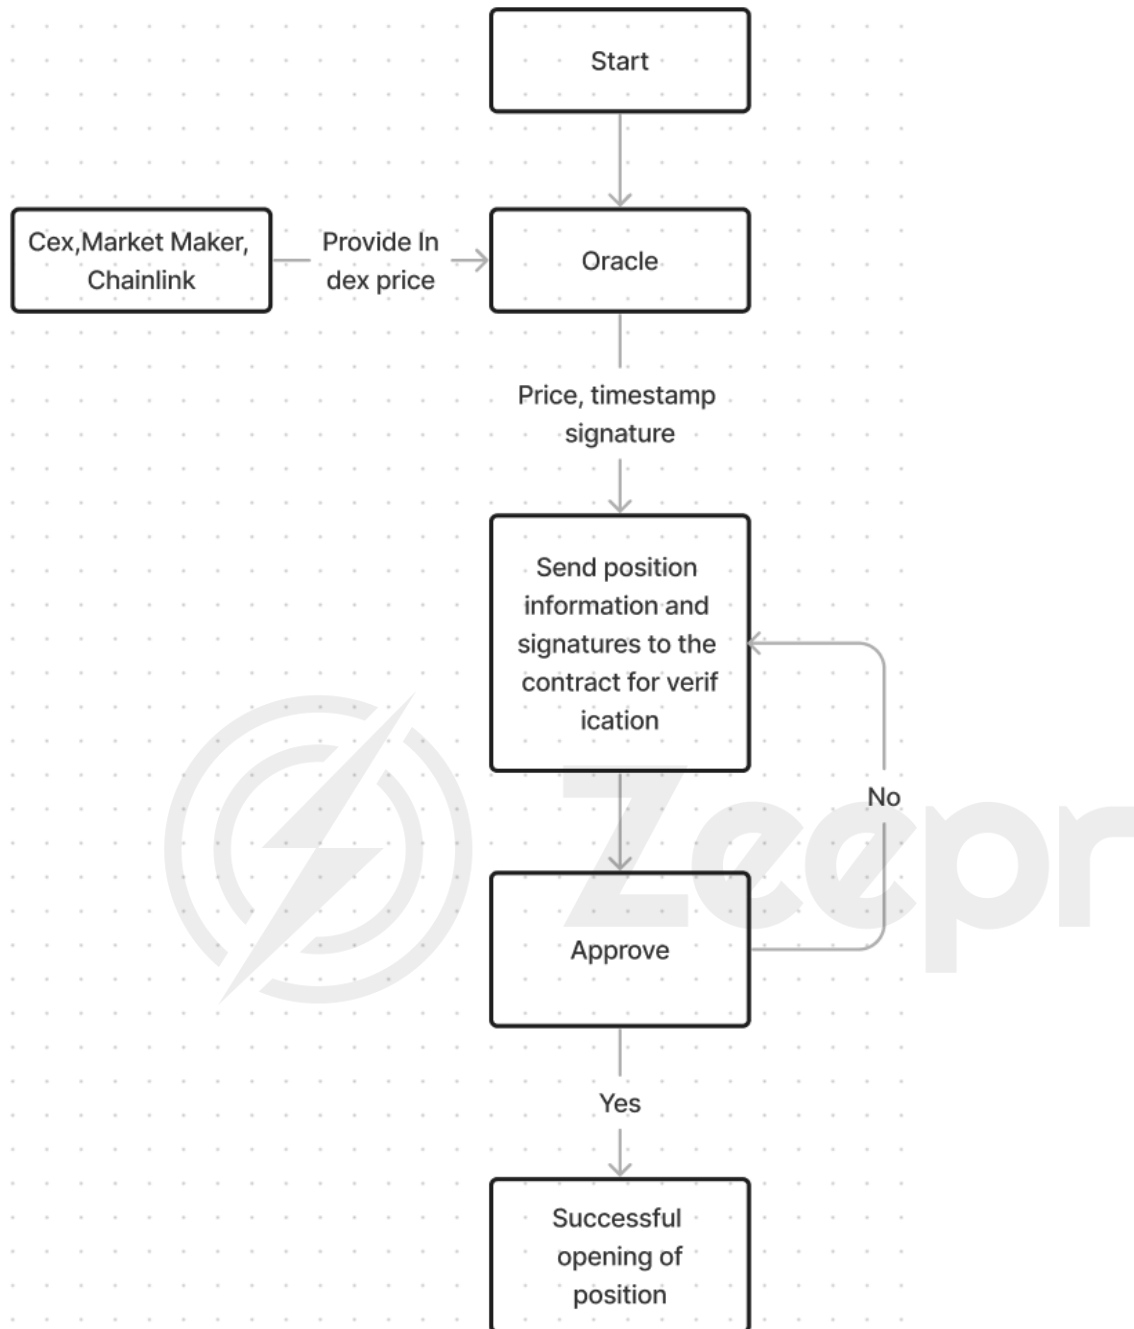 Start
Cex,Market Maker,
Chainlink
Provide In
dex price
Oracle
Price, timestamp
signature
Send position
information and
signatures to the
contract for verif
ication
No
Zeepr
Approve
Yes
Successful
opening of
position